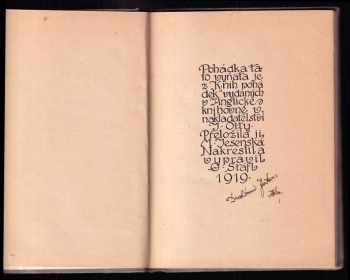 Pohádka ta-
to vyňata je
z Knih pohá-
dek vydaných
v Anglické
knihovně v
nakladatelství
J. Otty
Přeložila ji
M. Jesenská
Nakreslil a
vypravil
O. Štáfl
1919